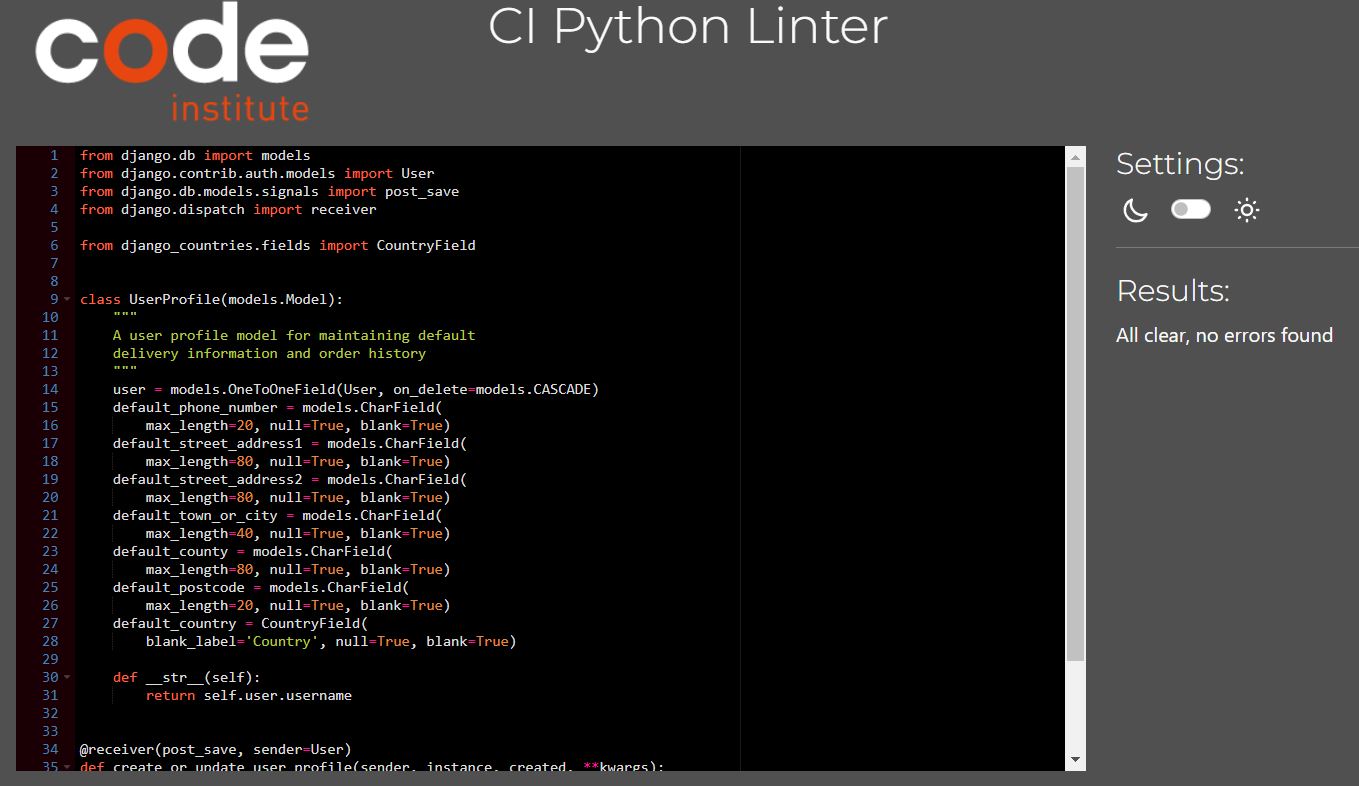 code
institute
CI Python Linter
1 from django.db import models
2 from django.contrib.auth.models import User
3 from django.db.models.signals import post_save
4 from django.dispatch import receiver
5
6 from django_countries.fields import CountryField
7
8
9 class UserProfile(models.Model):
10     """
11     A user profile model for maintaining default
12     delivery information and order history
13     """
14     user = models.OneToOneField(User, on_delete=models.CASCADE)
15     default_phone_number = models.CharField(
16         max_length=20, null=True, blank=True)
17     default_street_address1 = models.CharField(
18         max_length=80, null=True, blank=True)
19     default_street_address2 = models.CharField(
20         max_length=80, null=True, blank=True)
21     default_town_or_city = models.CharField(
22         max_length=40, null=True, blank=True)
23     default_county = models.CharField(
24         max_length=80, null=True, blank=True)
25     default_postcode = models.CharField(
26         max_length=20, null=True, blank=True)
27     default_country = CountryField(
28         blank_label='Country', null=True, blank=True)
29
30     def __str__(self):
31         return self.user.username
32
33
34 @receiver(post_save, sender=User)
35 def create_or_update_user_profile(sender, instance, created, **kwargs):
Settings:
Results:
All clear, no errors found